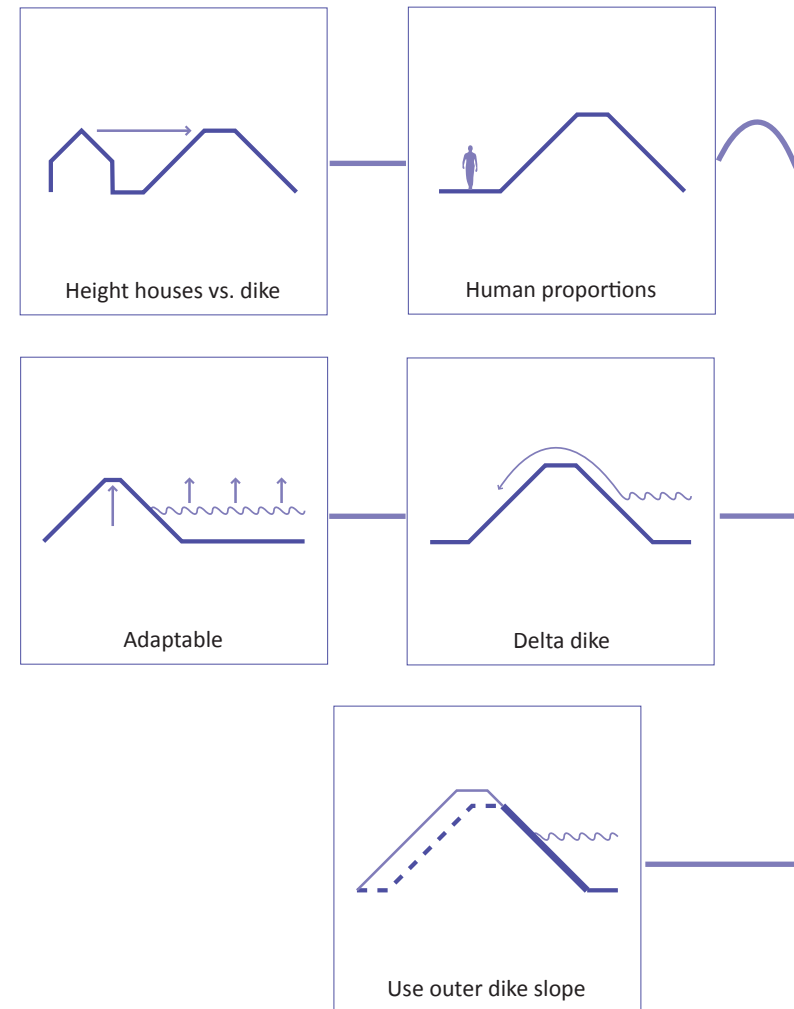 Height houses vs. dike
Human proportions
Adaptable
Delta dike
Use outer dike slope